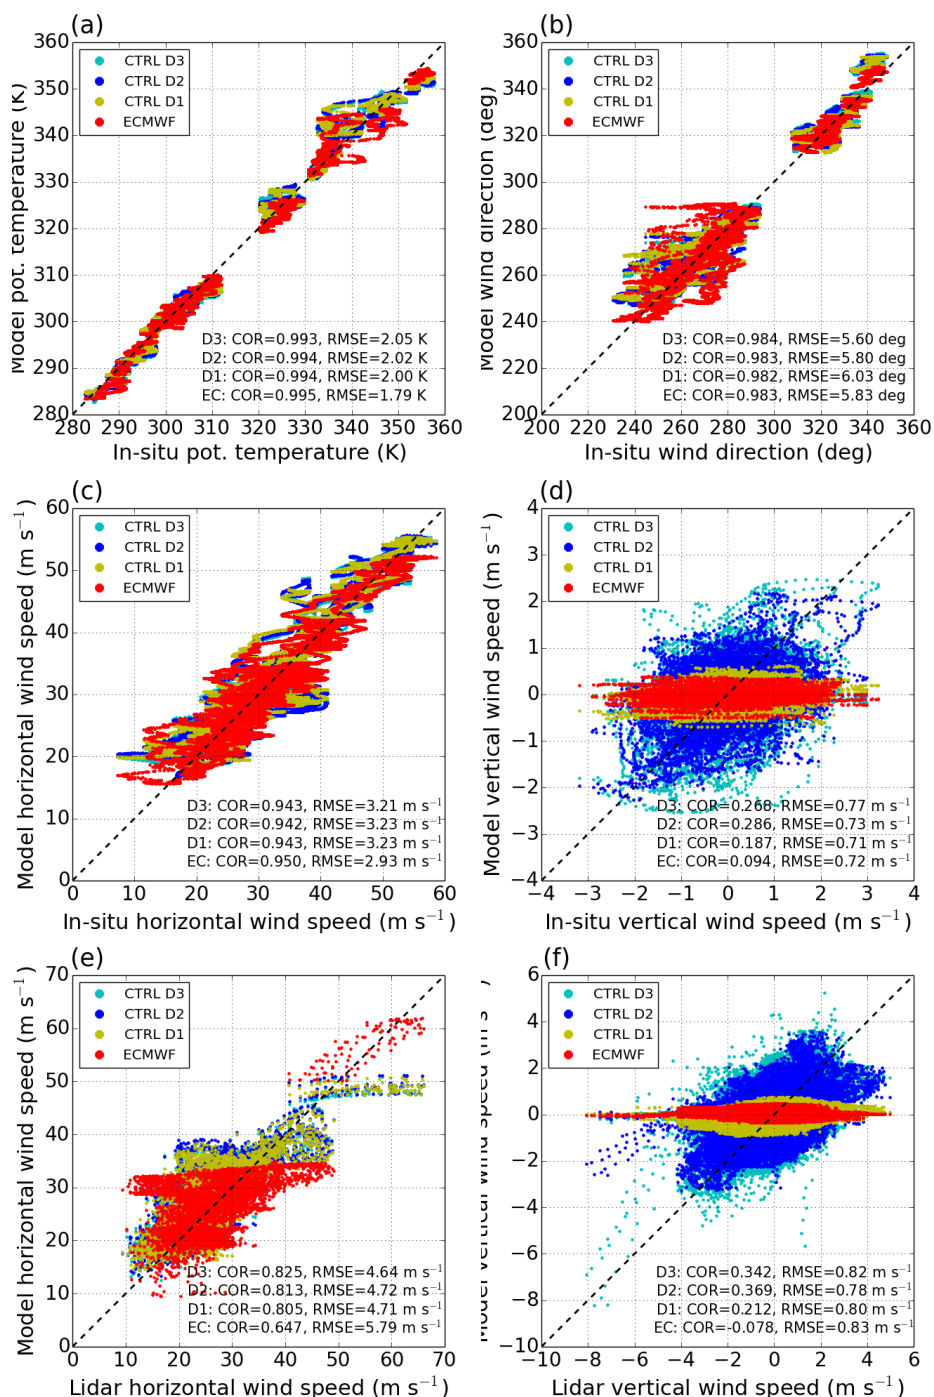 (a)
360
350
340
330
320
310
300
290
280
Model pot. temperature (K)
CTRL D3
CTRL D2
CTRL D1
ECMWF
D3: COR=0.993, RMSE=2.05 K
D2: COR=0.994, RMSE=2.02 K
D1: COR=0.994, RMSE=2.00 K
EC: COR=0.995, RMSE=1.79 K
280 290 300 310 320 330 340 350 360
In-situ pot. temperature (K)
(b)
360
340
320
300
280
260
240
220
200
Model wind direction (deg)
CTRL D3
CTRL D2
CTRL D1
ECMWF
D3: COR=0.984, RMSE=5.60 deg
D2: COR=0.983, RMSE=5.80 deg
D1: COR=0.982, RMSE=6.03 deg
EC: COR=0.983, RMSE=5.83 deg
200 220 240 260 280 300 320 340 360
In-situ wind direction (deg)
(c)
60
50
40
30
20
10
0
Model horizontal wind speed (m s⁻¹)
CTRL D3
CTRL D2
CTRL D1
ECMWF
D3: COR=0.943, RMSE=3.21 m s⁻¹
D2: COR=0.942, RMSE=3.23 m s⁻¹
D1: COR=0.943, RMSE=3.23 m s⁻¹
EC: COR=0.950, RMSE=2.93 m s⁻¹
0 10 20 30 40 50 60
In-situ horizontal wind speed (m s⁻¹)
(d)
4
3
2
1
0
−1
−2
−3
−4
Model vertical wind speed (m s⁻¹)
CTRL D3
CTRL D2
CTRL D1
ECMWF
D3: COR=0.268, RMSE=0.77 m s⁻¹
D2: COR=0.286, RMSE=0.73 m s⁻¹
D1: COR=0.187, RMSE=0.71 m s⁻¹
EC: COR=0.094, RMSE=0.72 m s⁻¹
−4 −3 −2 −1 0 1 2 3 4
In-situ vertical wind speed (m s⁻¹)
(e)
70
60
50
40
30
20
10
0
Model horizontal wind speed (m s⁻¹)
CTRL D3
CTRL D2
CTRL D1
ECMWF
D3: COR=0.825, RMSE=4.64 m s⁻¹
D2: COR=0.813, RMSE=4.72 m s⁻¹
D1: COR=0.805, RMSE=4.71 m s⁻¹
EC: COR=0.647, RMSE=5.79 m s⁻¹
0 10 20 30 40 50 60 70
Lidar horizontal wind speed (m s⁻¹)
(f)
6
4
2
0
−2
−4
−6
−8
−10
Model vertical wind speed (m s⁻¹)
CTRL D3
CTRL D2
CTRL D1
ECMWF
D3: COR=0.342, RMSE=0.82 m s⁻¹
D2: COR=0.369, RMSE=0.78 m s⁻¹
D1: COR=0.212, RMSE=0.80 m s⁻¹
EC: COR=-0.078, RMSE=0.83 m s⁻¹
−10 −8 −6 −4 −2 0 2 4 6
Lidar vertical wind speed (m s⁻¹)